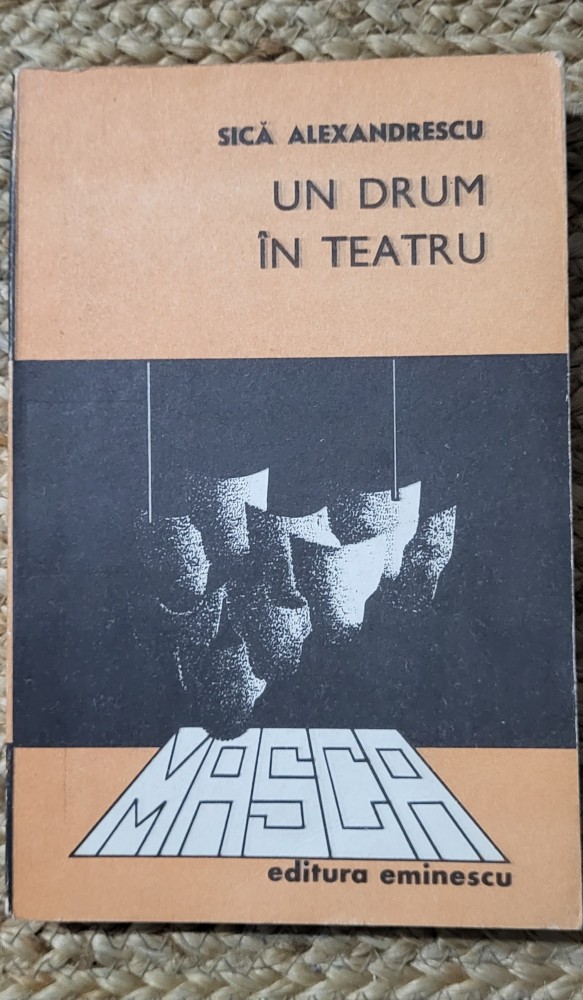 SICĂ ALEXANDRESCU
UN DRUM
ÎN TEATRU
MASCA
editura eminescu